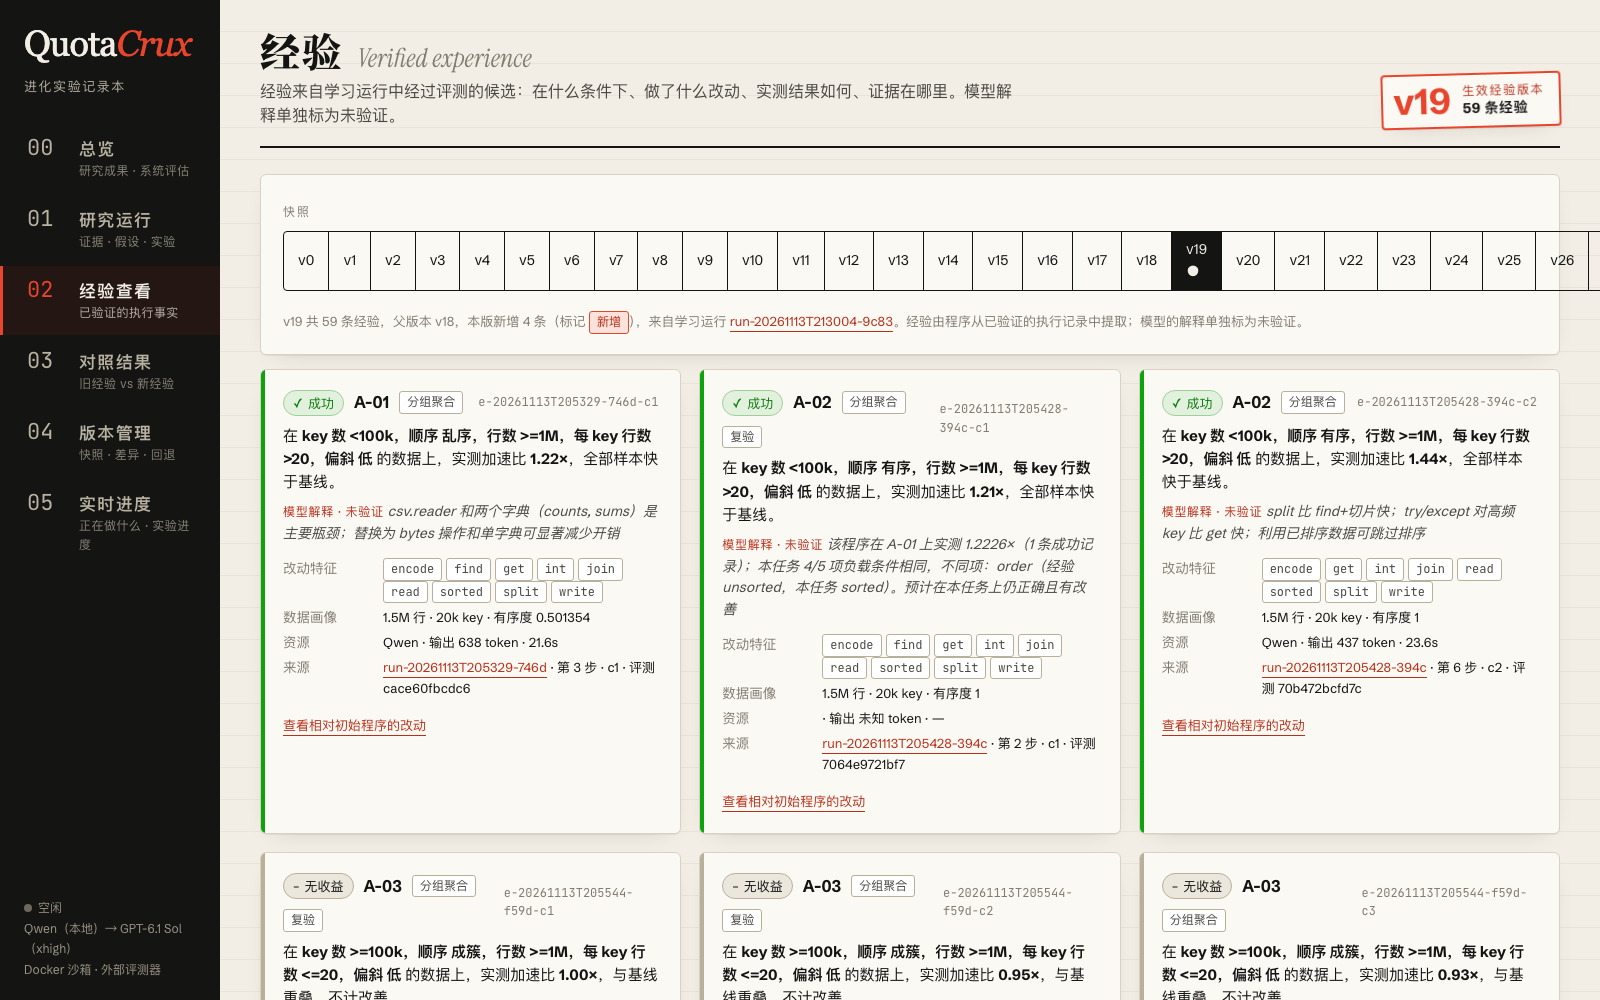 QuotaCrux
进化实验记录本
00 总览
研究成果 · 系统评估
01 研究运行
证据 · 假设 · 实验
02 经验查看
已验证的执行事实
03 对照结果
旧经验 vs 新经验
04 版本管理
快照 · 差异 · 回退
05 实时进度
正在做什么 · 实验进
度
空闲
Qwen（本地）→ GPT-6.1 Sol
（xhigh）
Docker 沙箱 · 外部评测器
经验 Verified experience
经验来自学习运行中经过评测的候选：在什么条件下、做了什么改动、实测结果如何、证据在哪里。模型解
释单独标为未验证。
v19 生效经验版本
59 条经验
快照
v0 v1 v2 v3 v4 v5 v6 v7 v8 v9 v10 v11 v12 v13 v14 v15 v16 v17 v18 v19 v20 v21 v22 v23 v24 v25 v26
v19 共 59 条经验，父版本 v18，本版新增 4 条（标记 新增），来自学习运行 run-20261113T213004-9c83。经验由程序从已验证的执行记录中提取；模型的解释单独标为未验证。
✓ 成功 A-01 分组聚合 e-20261113T205329-746d-c1
在 key 数 <100k，顺序 乱序，行数 >=1M，每 key 行数
>20，偏斜 低 的数据上，实测加速比 1.22×，全部样本快
于基线。
模型解释 · 未验证 csv.reader 和两个字典（counts, sums）是
主要瓶颈；替换为 bytes 操作和单字典可显著减少开销
改动特征 encode find get int join
read sorted split write
数据画像 1.5M 行 · 20k key · 有序度 0.501354
资源 Qwen · 输出 638 token · 21.6s
来源 run-20261113T205329-746d · 第 3 步 · c1 · 评测
cace60fbcdc6
查看相对初始程序的改动
✓ 成功 A-02 分组聚合 e-20261113T205428-
394c-c1
复验
在 key 数 <100k，顺序 有序，行数 >=1M，每 key 行数
>20，偏斜 低 的数据上，实测加速比 1.21×，全部样本快
于基线。
模型解释 · 未验证 该程序在 A-01 上实测 1.2226×（1 条成功记
录）；本任务 4/5 项负载条件相同，不同项：order（经验
unsorted，本任务 sorted）。预计在本任务上仍正确且有改
善
改动特征 encode find get int join
read sorted split write
数据画像 1.5M 行 · 20k key · 有序度 1
资源 · 输出 未知 token · —
来源 run-20261113T205428-394c · 第 2 步 · c1 · 评测
7064e9721bf7
查看相对初始程序的改动
✓ 成功 A-02 分组聚合 e-20261113T205428-394c-c2
在 key 数 <100k，顺序 有序，行数 >=1M，每 key 行数
>20，偏斜 低 的数据上，实测加速比 1.44×，全部样本
快于基线。
模型解释 · 未验证 split 比 find+切片快；try/except 对高频
key 比 get 快；利用已排序数据可跳过排序
改动特征 encode get int join read
sorted split write
数据画像 1.5M 行 · 20k key · 有序度 1
资源 Qwen · 输出 437 token · 23.6s
来源 run-20261113T205428-394c · 第 6 步 · c2 · 评
测 70b472bcfd7c
查看相对初始程序的改动
– 无收益 A-03 分组聚合 e-20261113T205544-
f59d-c1
复验
在 key 数 >=100k，顺序 成簇，行数 >=1M，每 key 行
数 <=20，偏斜 低 的数据上，实测加速比 1.00×，与基线
重叠，不计改善
– 无收益 A-03 分组聚合 e-20261113T205544-
f59d-c2
复验
在 key 数 >=100k，顺序 成簇，行数 >=1M，每 key 行
数 <=20，偏斜 低 的数据上，实测加速比 0.95×，与基
线重叠，不计改善
– 无收益 A-03 e-20261113T205544-f59d-
c3
分组聚合
在 key 数 >=100k，顺序 成簇，行数 >=1M，每 key 行
数 <=20，偏斜 低 的数据上，实测加速比 0.93×，与基
线重叠，不计改善